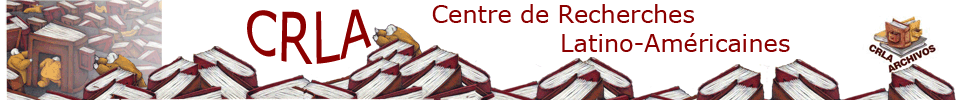 CRLA
Centre de Recherches
Latino-Américaines
CRLA
ARCHIVOS